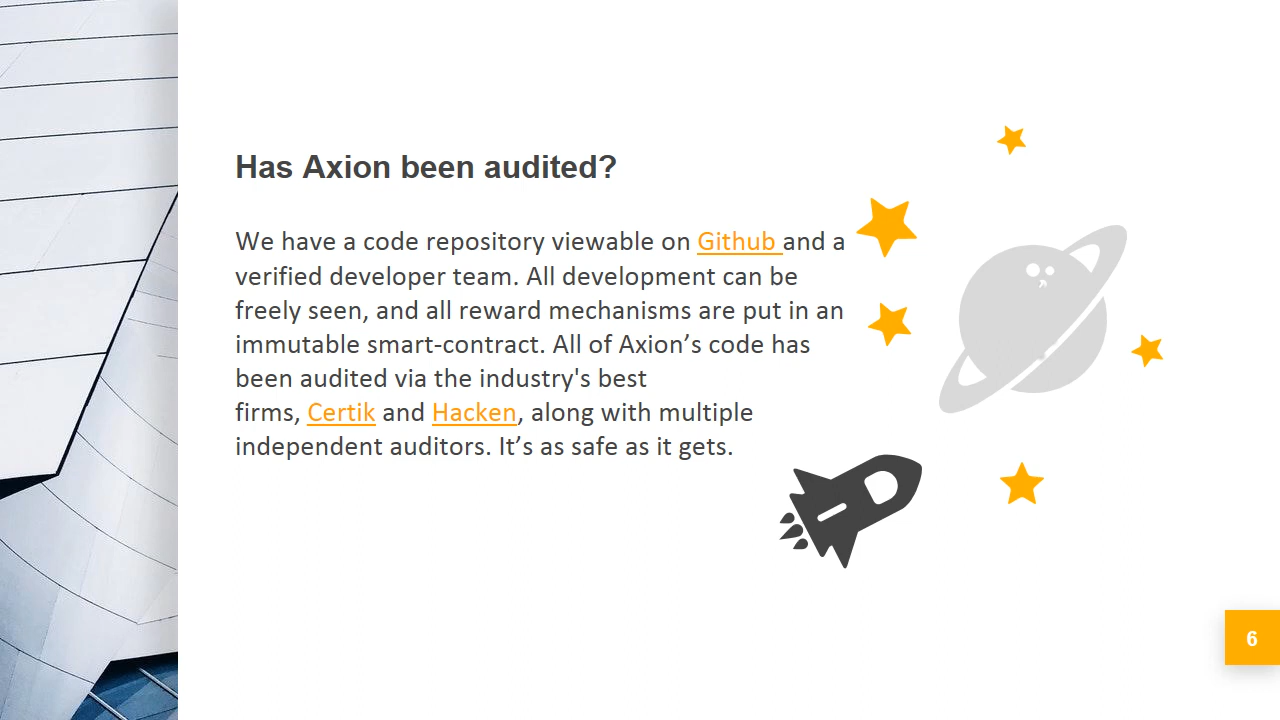 Has Axion been audited?
We have a code repository viewable on Github and a
verified developer team. All development can be
freely seen, and all reward mechanisms are put in an
immutable smart-contract. All of Axion’s code has
been audited via the industry's best
firms, Certik and Hacken, along with multiple
independent auditors. It’s as safe as it gets.
6